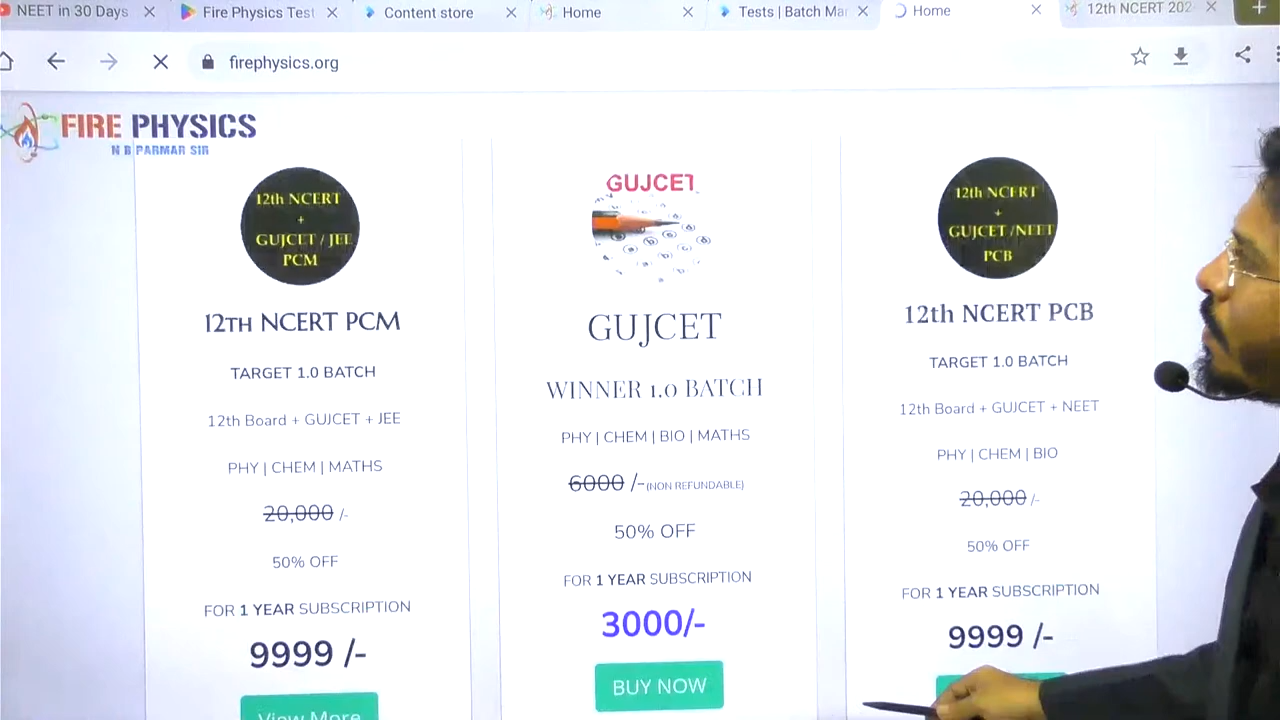 NEET in 30 Days
Fire Physics Test
Content store
Home
Tests | Batch Mar
Home
12th NCERT 202
firephysics.org
FIRE PHYSICS
N B PARMAR SIR
12th NCERT
+
GUJCET / JEE
PCM
12TH NCERT PCM
TARGET 1.0 BATCH
12th Board + GUJCET + JEE
PHY | CHEM | MATHS
20,000 /-
50% OFF
FOR 1 YEAR SUBSCRIPTION
9999 /-
View More
GUJCET
GUJCET
WINNER 1.0 BATCH
PHY | CHEM | BIO | MATHS
6000 /-(NON REFUNDABLE)
50% OFF
FOR 1 YEAR SUBSCRIPTION
3000/-
BUY NOW
12th NCERT
+
GUJCET /NEET
PCB
12th NCERT PCB
TARGET 1.0 BATCH
12th Board + GUJCET + NEET
PHY | CHEM | BIO
20,000 /-
50% OFF
FOR 1 YEAR SUBSCRIPTION
9999 /-